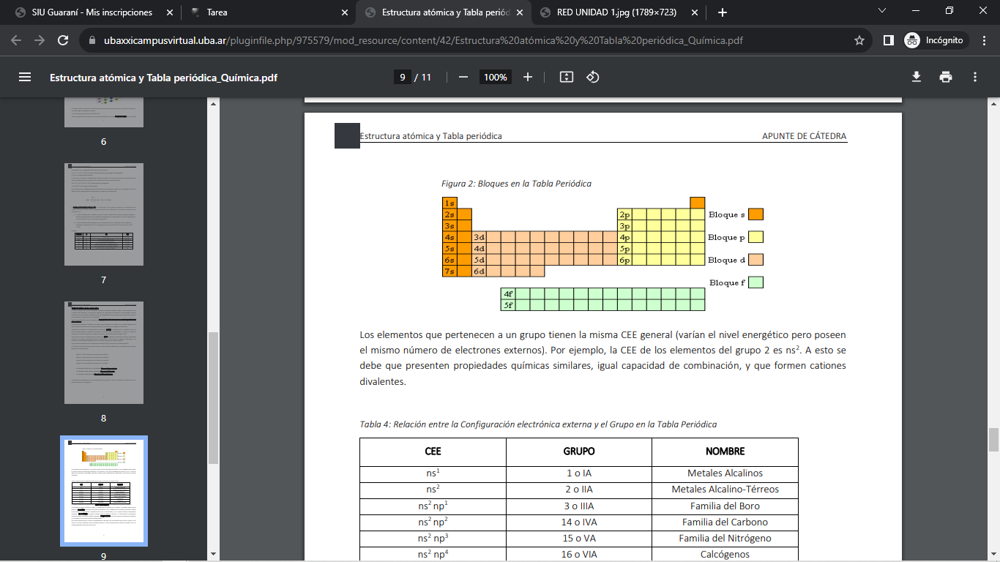 SIU Guaraní - Mis inscripciones
Tarea
Estructura atómica y Tabla periód
RED UNIDAD 1.jpg (1789×723)
ubaxxicampusvirtual.uba.ar/pluginfile.php/975579/mod_resource/content/42/Estructura%20atómica%20y%20Tabla%20periódica_Química.pdf
Incógnito
Estructura atómica y Tabla periódica_Química.pdf
9 / 11
100%
6
7
8
9
Estructura atómica y Tabla periódica
APUNTE DE CÁTEDRA
Figura 2: Bloques en la Tabla Periódica
1s
2s 2p Bloque s
3s 3p
4s 3d 4p Bloque p
5s 4d 5p
6s 5d 6p Bloque d
7s 6d
Bloque f
4f
5f
Los elementos que pertenecen a un grupo tienen la misma CEE general (varían el nivel energético pero poseen
el mismo número de electrones externos). Por ejemplo, la CEE de los elementos del grupo 2 es ns². A esto se
debe que presenten propiedades químicas similares, igual capacidad de combinación, y que formen cationes
divalentes.
Tabla 4: Relación entre la Configuración electrónica externa y el Grupo en la Tabla Periódica
CEE GRUPO NOMBRE
ns¹ 1 o IA Metales Alcalinos
ns² 2 o IIA Metales Alcalino-Térreos
ns² np¹ 3 o IIIA Familia del Boro
ns² np² 14 o IVA Familia del Carbono
ns² np³ 15 o VA Familia del Nitrógeno
ns² np⁴ 16 o VIA Calcógenos